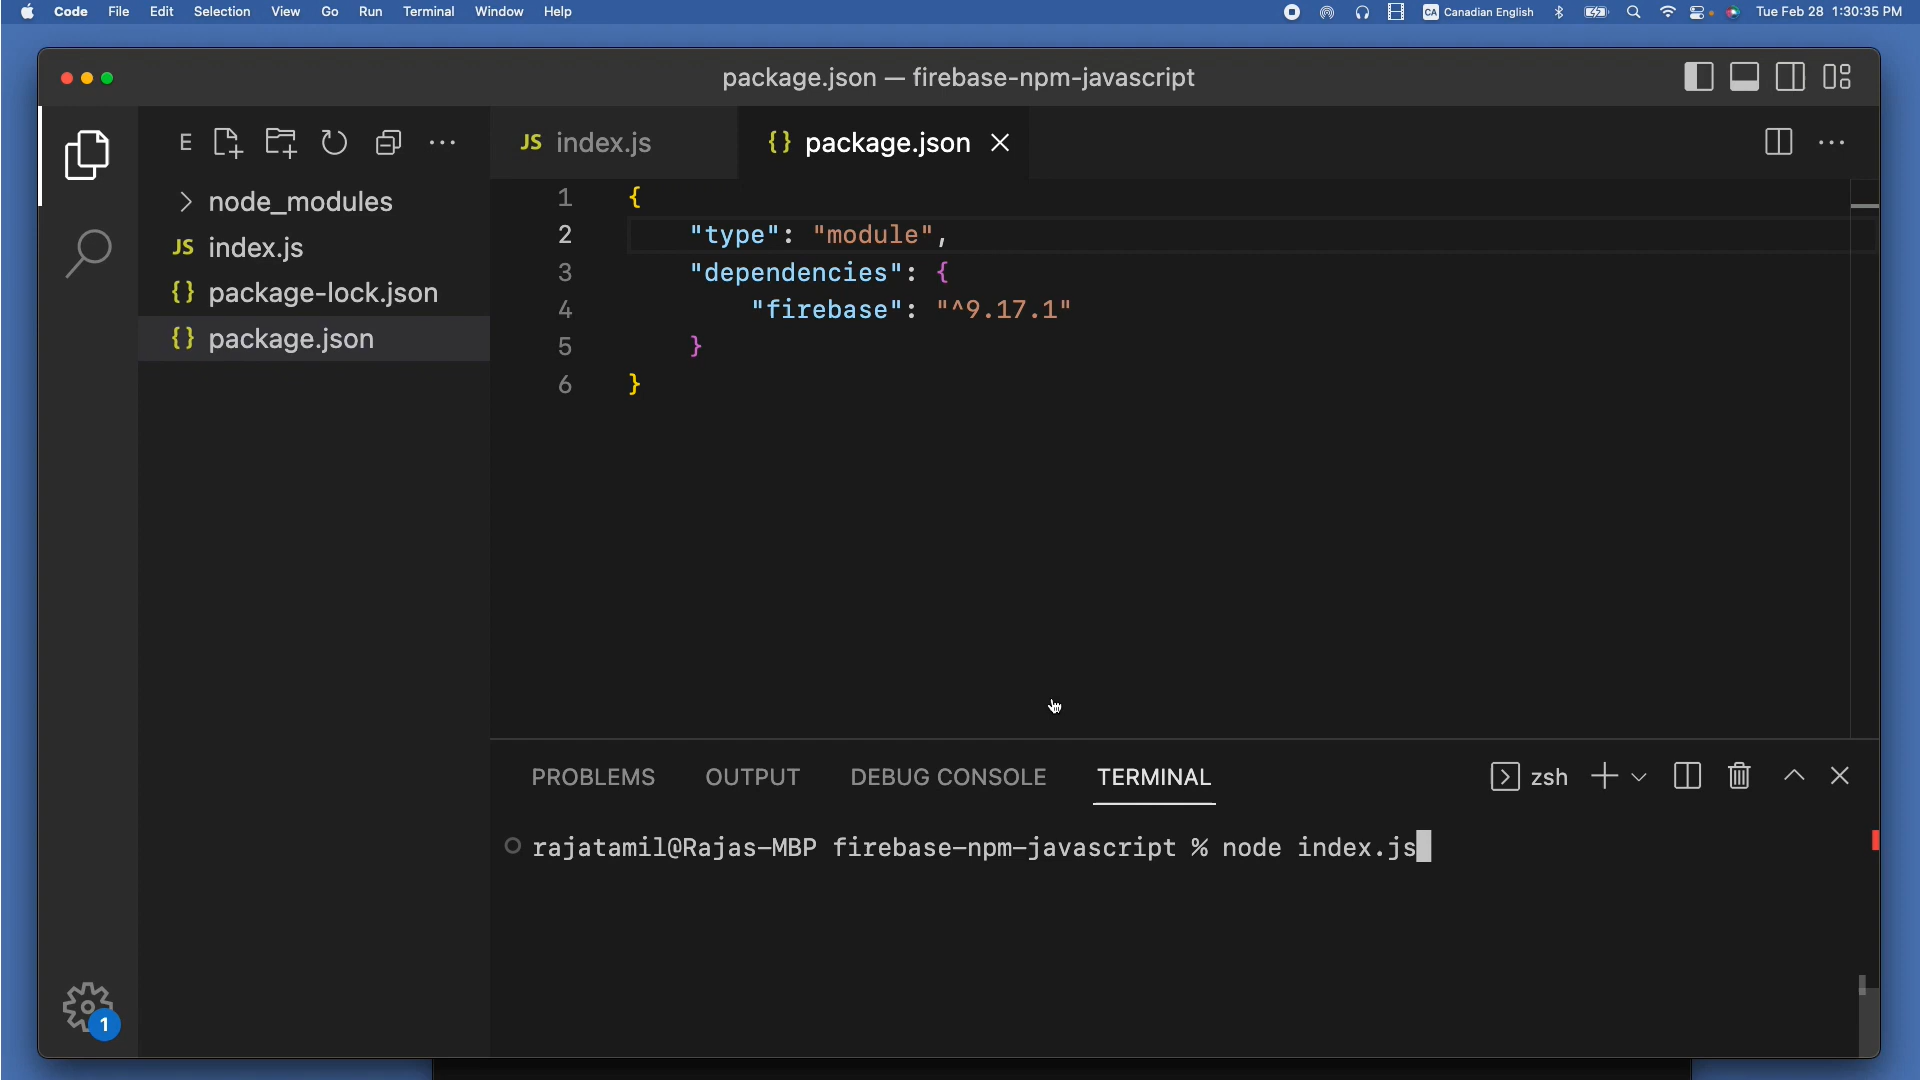 Code File Edit Selection View Go Run Terminal Window Help CA Canadian English Tue Feb 28 1:30:35 PM
package.json — firebase-npm-javascript
E
JS index.js {} package.json
node_modules
JS index.js
{} package-lock.json
{} package.json
1 {
2 "type": "module",
3 "dependencies": {
4 "firebase": "^9.17.1"
5 }
6 }
PROBLEMS OUTPUT DEBUG CONSOLE TERMINAL zsh
rajatamil@Rajas-MBP firebase-npm-javascript % node index.js
1